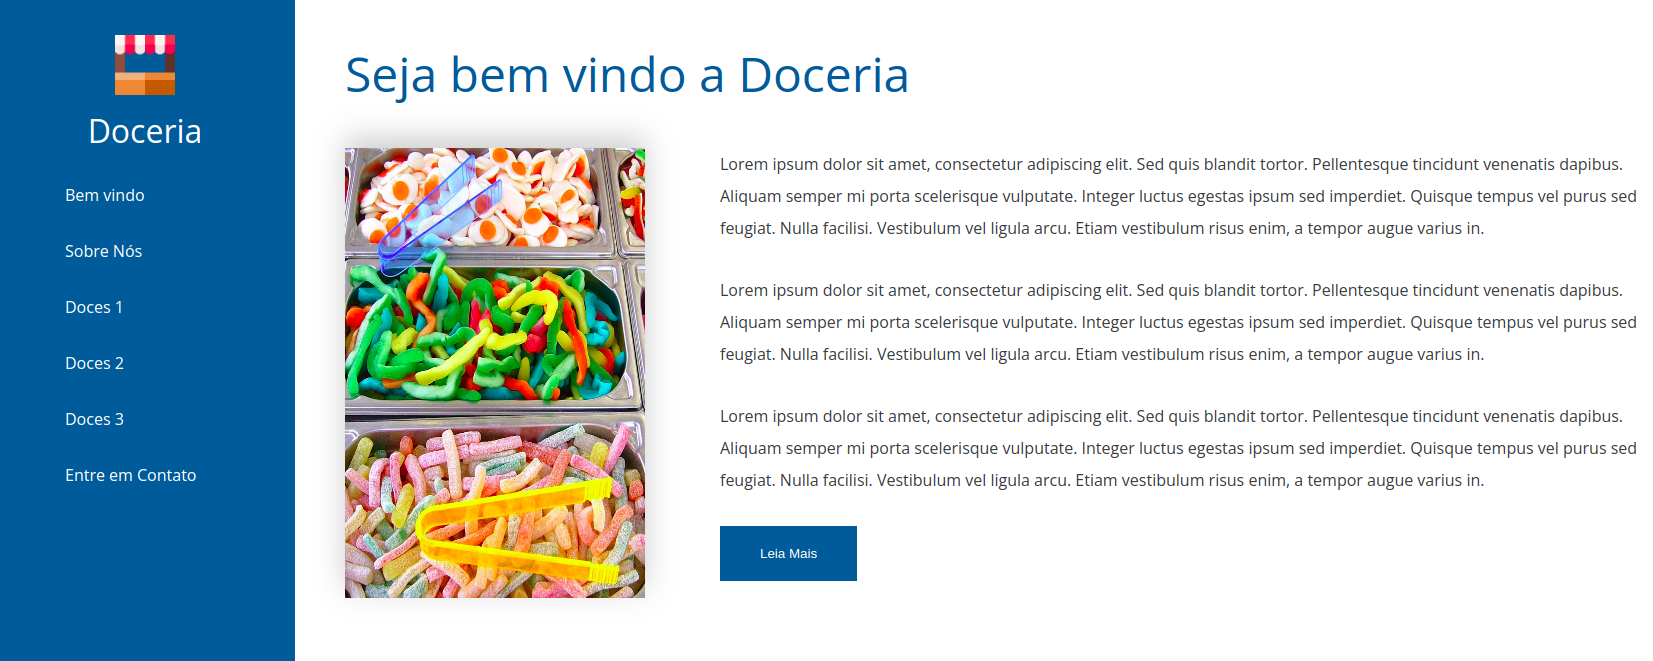 Doceria
Bem vindo
Sobre Nós
Doces 1
Doces 2
Doces 3
Entre em Contato
Seja bem vindo a Doceria
Lorem ipsum dolor sit amet, consectetur adipiscing elit. Sed quis blandit tortor. Pellentesque tincidunt venenatis dapibus.
Aliquam semper mi porta scelerisque vulputate. Integer luctus egestas ipsum sed imperdiet. Quisque tempus vel purus sed
feugiat. Nulla facilisi. Vestibulum vel ligula arcu. Etiam vestibulum risus enim, a tempor augue varius in.
Lorem ipsum dolor sit amet, consectetur adipiscing elit. Sed quis blandit tortor. Pellentesque tincidunt venenatis dapibus.
Aliquam semper mi porta scelerisque vulputate. Integer luctus egestas ipsum sed imperdiet. Quisque tempus vel purus sed
feugiat. Nulla facilisi. Vestibulum vel ligula arcu. Etiam vestibulum risus enim, a tempor augue varius in.
Lorem ipsum dolor sit amet, consectetur adipiscing elit. Sed quis blandit tortor. Pellentesque tincidunt venenatis dapibus.
Aliquam semper mi porta scelerisque vulputate. Integer luctus egestas ipsum sed imperdiet. Quisque tempus vel purus sed
feugiat. Nulla facilisi. Vestibulum vel ligula arcu. Etiam vestibulum risus enim, a tempor augue varius in.
Leia Mais